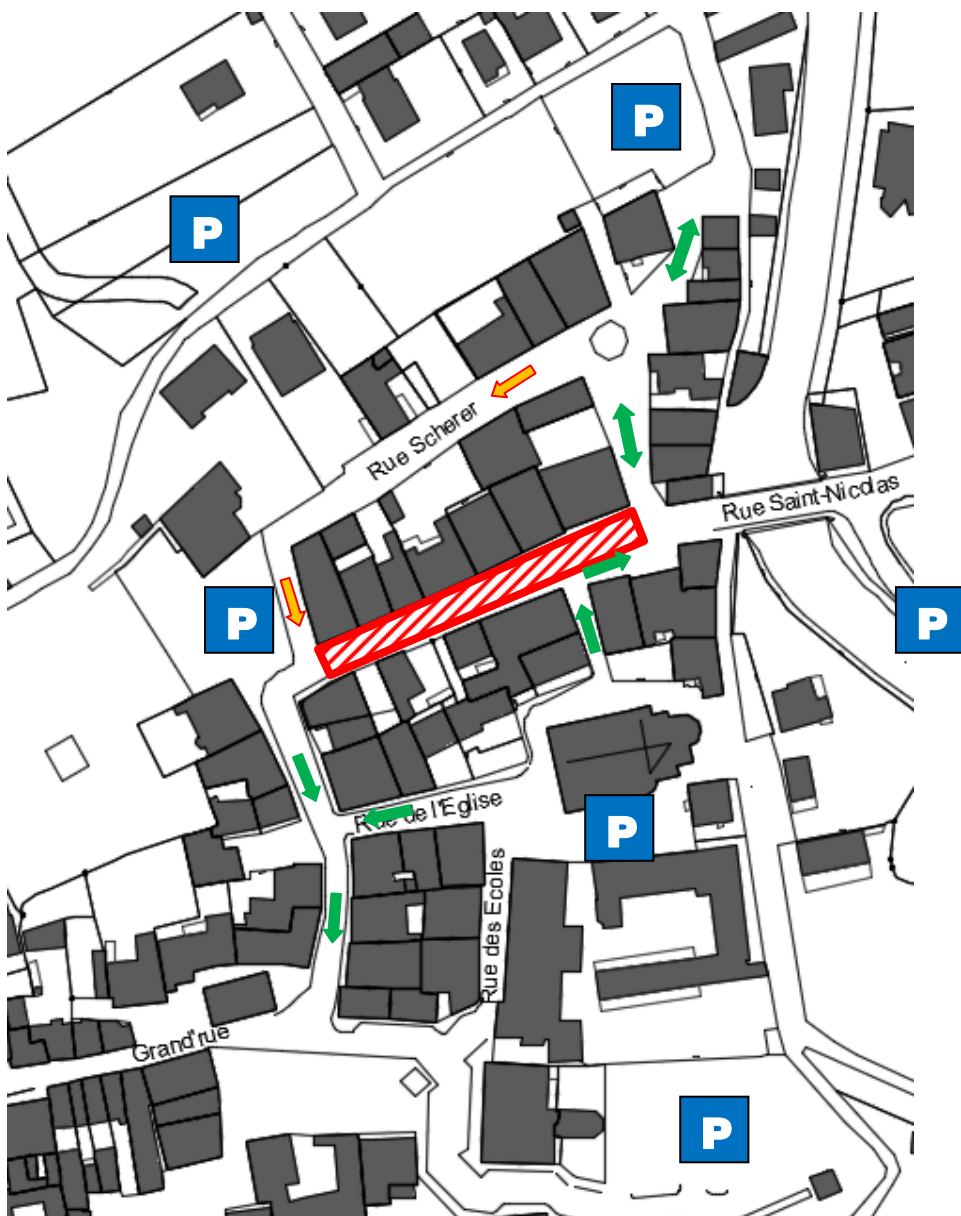 P
P
Rue Scherer
Rue Saint-Nicolas
P
P
Rue de l'Eglise
P
Rue des Ecoles
Grand'rue
P